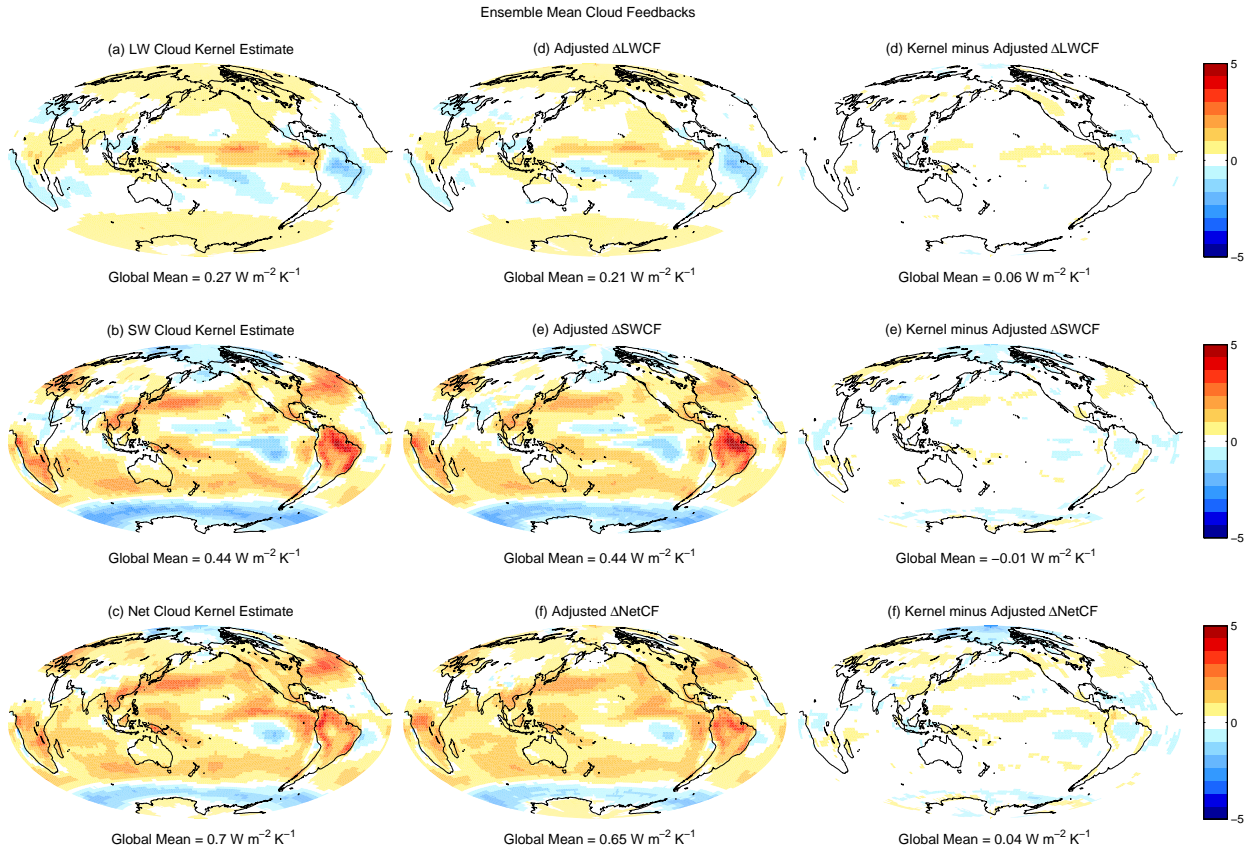 Ensemble Mean Cloud Feedbacks
(a) LW Cloud Kernel Estimate
(d) Adjusted ΔLWCF
(d) Kernel minus Adjusted ΔLWCF
5
0
−5
Global Mean = 0.27 W m⁻² K⁻¹
Global Mean = 0.21 W m⁻² K⁻¹
Global Mean = 0.06 W m⁻² K⁻¹
(b) SW Cloud Kernel Estimate
(e) Adjusted ΔSWCF
(e) Kernel minus Adjusted ΔSWCF
5
0
−5
Global Mean = 0.44 W m⁻² K⁻¹
Global Mean = 0.44 W m⁻² K⁻¹
Global Mean = −0.01 W m⁻² K⁻¹
(c) Net Cloud Kernel Estimate
(f) Adjusted ΔNetCF
(f) Kernel minus Adjusted ΔNetCF
5
0
−5
Global Mean = 0.7 W m⁻² K⁻¹
Global Mean = 0.65 W m⁻² K⁻¹
Global Mean = 0.04 W m⁻² K⁻¹